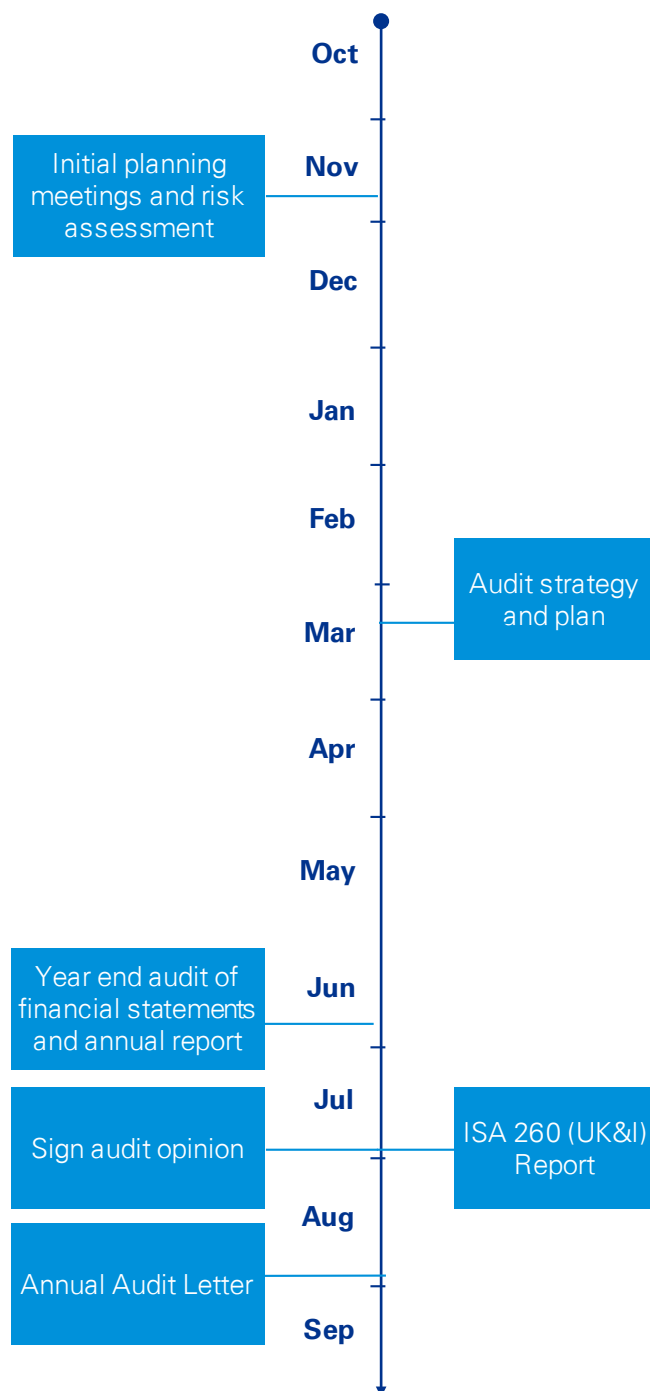 Oct
Initial planning
meetings and risk
assessment
Nov
Dec
Jan
Feb
Audit strategy
and plan
Mar
Apr
May
Year end audit of
financial statements
and annual report
Jun
Jul
Sign audit opinion
ISA 260 (UK&I)
Report
Aug
Annual Audit Letter
Sep